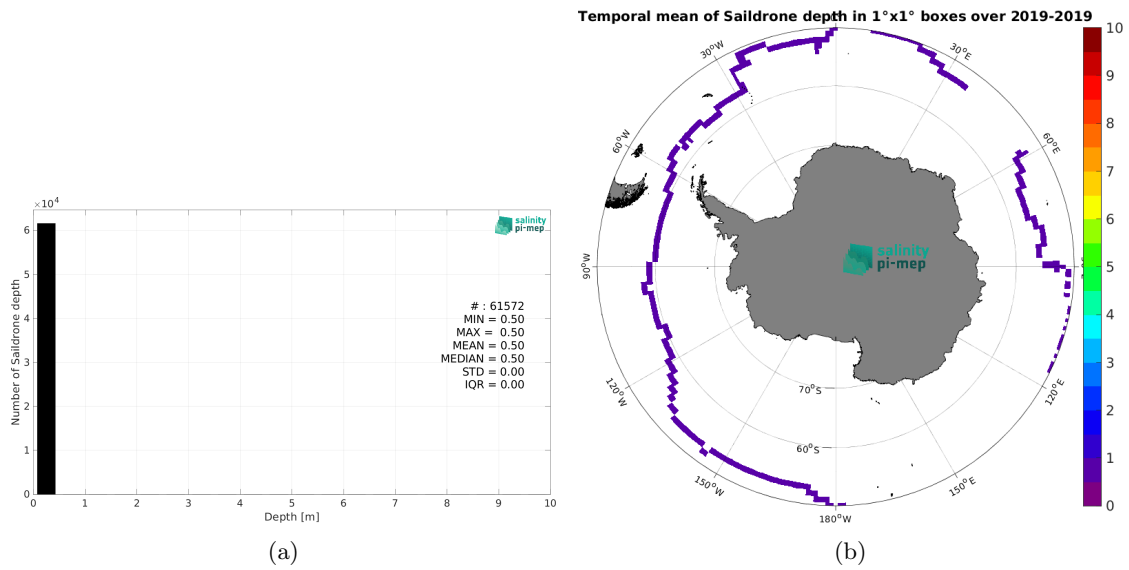 ×10⁴
6
5
4
3
2
1
0
Number of Saildrone depth
salinity
pi-mep
# : 61572
MIN = 0.50
MAX = 0.50
MEAN = 0.50
MEDIAN = 0.50
STD = 0.00
IQR = 0.00
0 1 2 3 4 5 6 7 8 9 10
Depth [m]
(a)
Temporal mean of Saildrone depth in 1°x1° boxes over 2019-2019
30°W
30°E
60°W
60°E
90°W
salinity
pi-mep
120°W
120°E
70°S
60°S
150°W
150°E
180°W
10
9
8
7
6
5
4
3
2
1
0
(b)